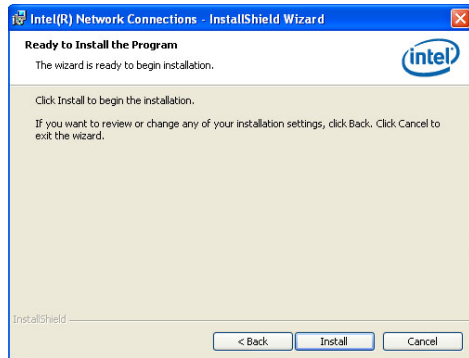 Intel(R) Network Connections - InstallShield Wizard
Ready to Install the Program
The wizard is ready to begin installation.
intel
Click Install to begin the installation.
If you want to review or change any of your installation settings, click Back. Click Cancel to
exit the wizard.
InstallShield
< Back
Install
Cancel